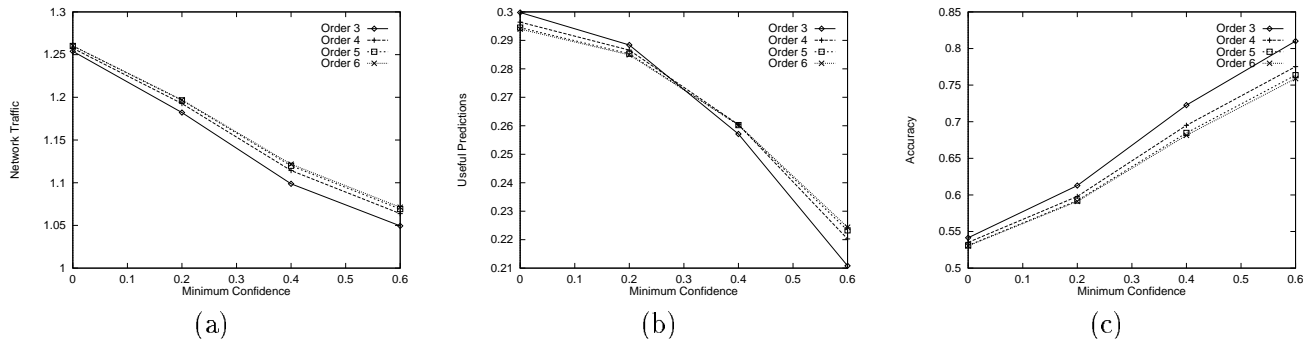 1.3
1.25
1.2
1.15
1.1
1.05
1
0 0.1 0.2 0.3 0.4 0.5 0.6
Network Traffic
Minimum Confidence
Order 3
Order 4
Order 5
Order 6
(a)
0.3
0.29
0.28
0.27
0.26
0.25
0.24
0.23
0.22
0.21
0 0.1 0.2 0.3 0.4 0.5 0.6
Useful Predictions
Minimum Confidence
Order 3
Order 4
Order 5
Order 6
(b)
0.85
0.8
0.75
0.7
0.65
0.6
0.55
0.5
0 0.1 0.2 0.3 0.4 0.5 0.6
Accuracy
Minimum Confidence
Order 3
Order 4
Order 5
Order 6
(c)